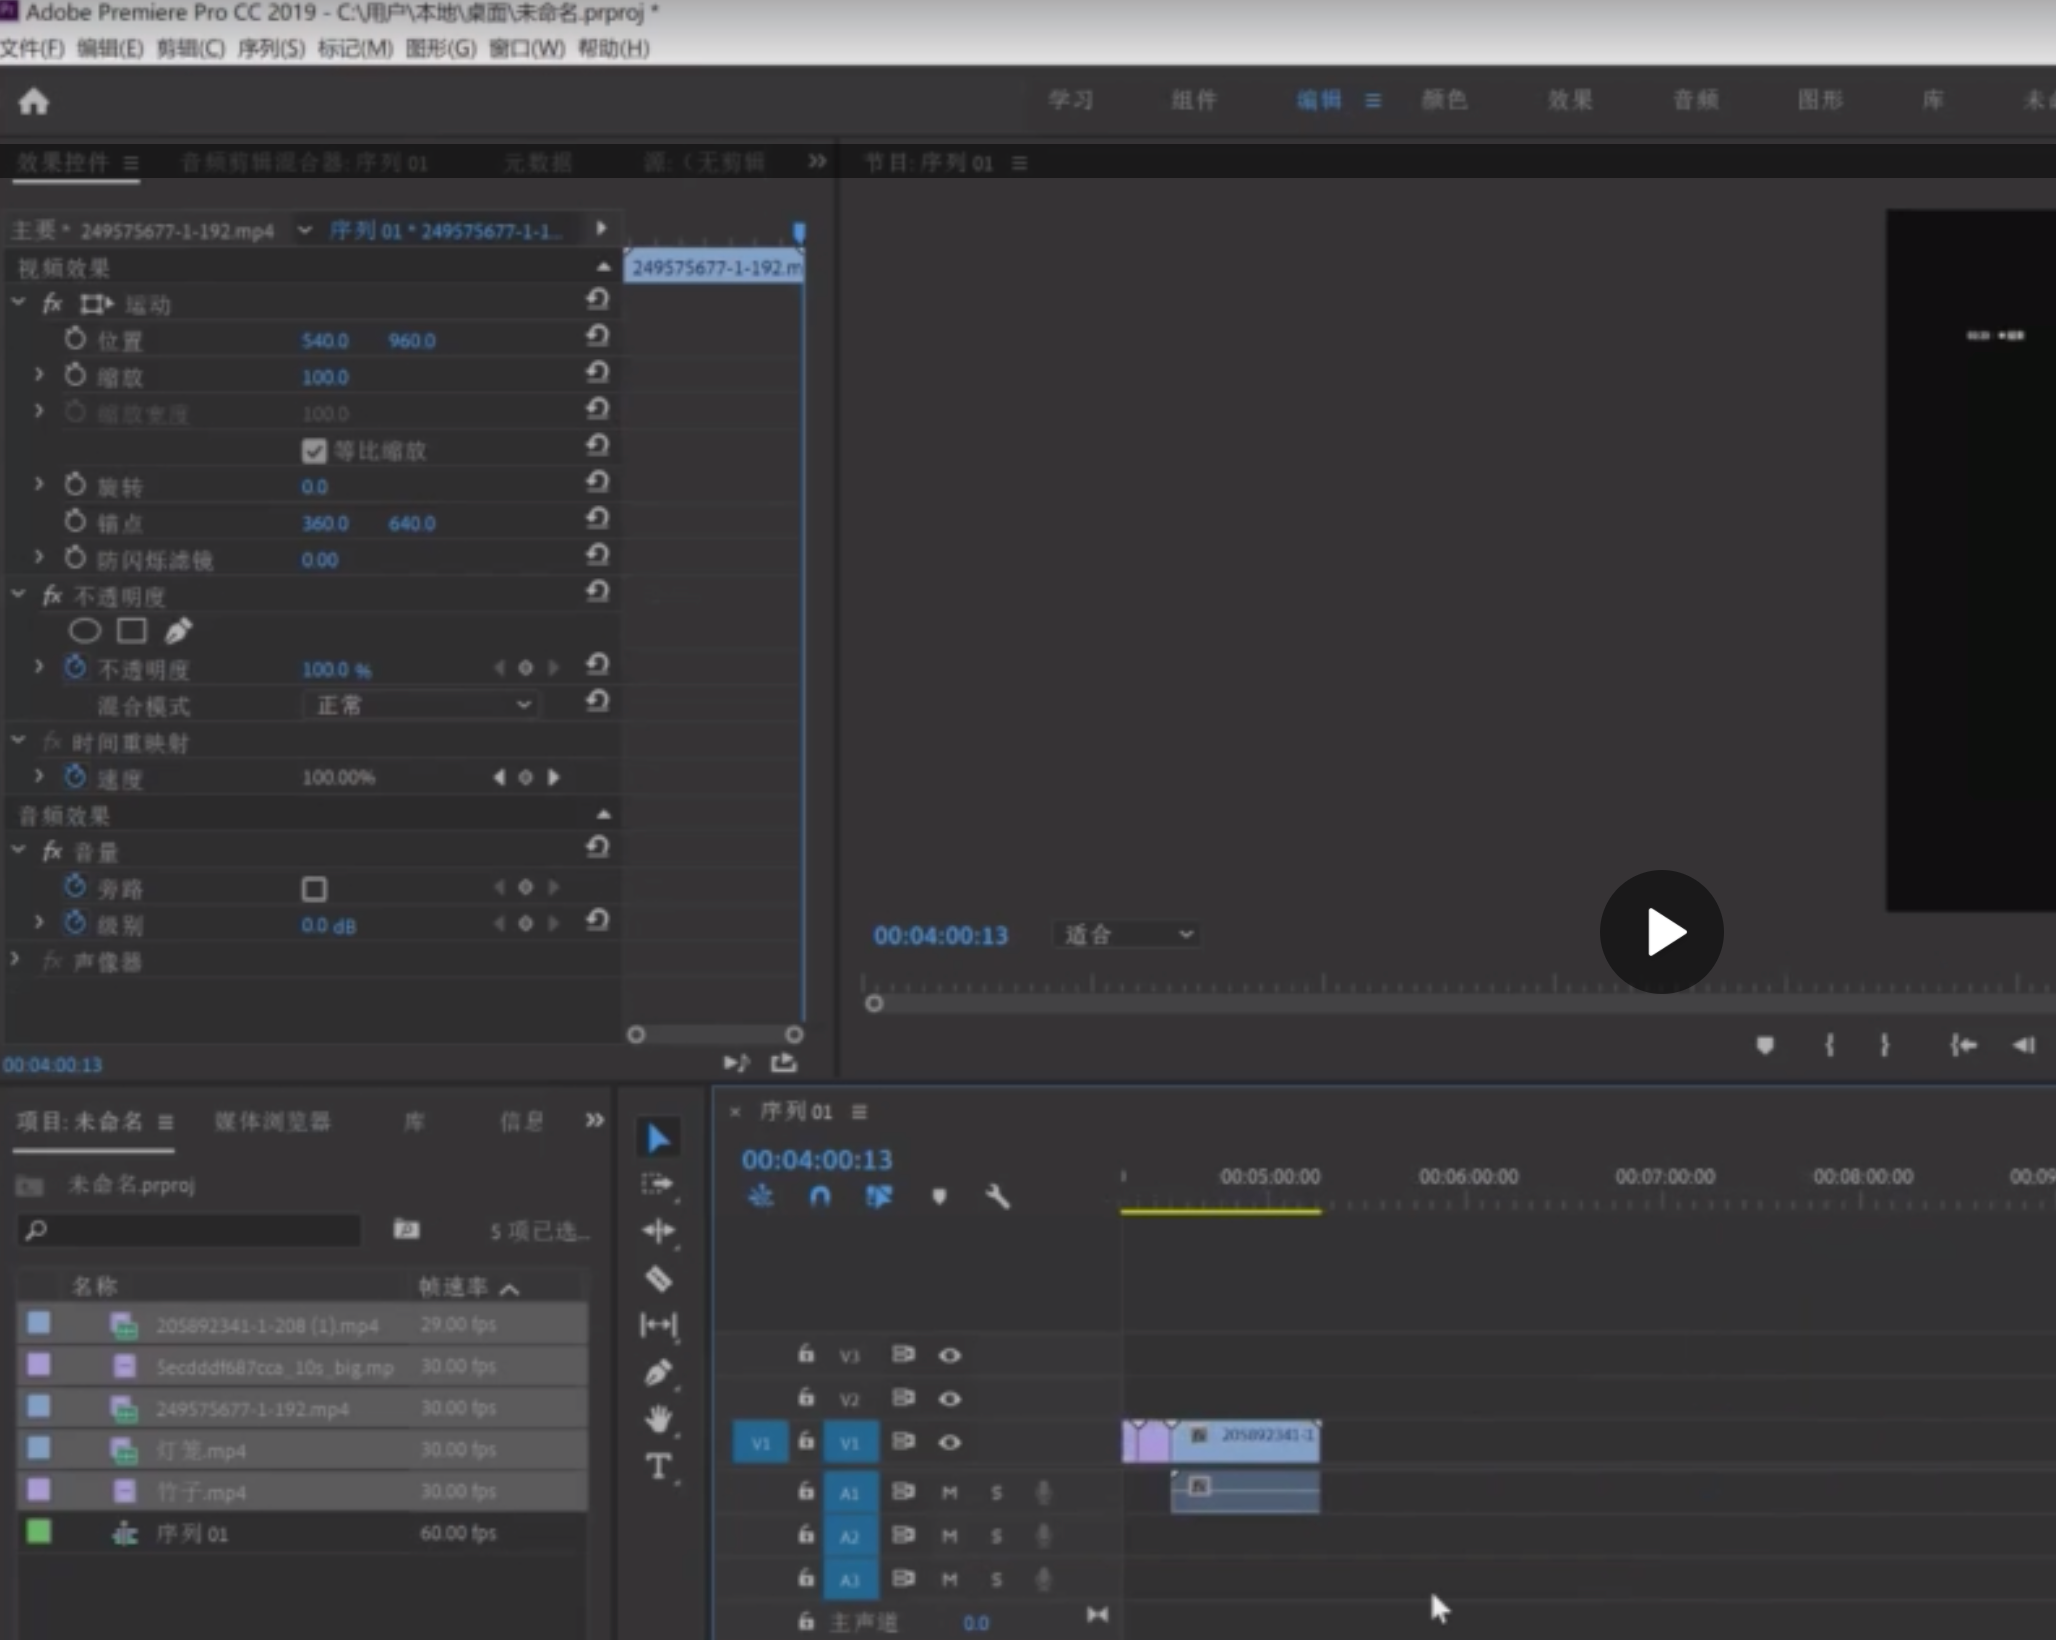 Adobe Premiere Pro CC 2019 - C:\用户\本地\桌面\未命名.prproj *
文件(F) 编辑(E) 剪辑(C) 序列(S) 标记(M) 图形(G) 窗口(W) 帮助(H)
学习 组件 编辑 颜色 效果 音频 图形 库
效果控件 音频剪辑混合器: 序列 01 元数据 源:（无剪辑 节目: 序列 01
主要 * 249575677-1-192.mp4 序列 01 * 249575677-1-1...
视频效果 249575677-1-192.m
fx 运动
位置 540.0 960.0
缩放 100.0
缩放宽度 100.0
等比缩放
旋转 0.0
锚点 360.0 640.0
防闪烁滤镜 0.00
fx 不透明度
不透明度 100.0 %
混合模式 正常
fx 时间重映射
速度 100.00%
音频效果
fx 音量
旁路
级别 0.0 dB
fx 声像器
00:04:00:13 适合
00:04:00:13
项目: 未命名 媒体浏览器 库 信息
未命名.prproj
5 项已选...
名称 帧速率
205892341-1-208 (1).mp4 29.00 fps
5ecdddf687cca_10s_big.mp 30.00 fps
249575677-1-192.mp4 30.00 fps
灯笼.mp4 30.00 fps
竹子.mp4 30.00 fps
序列 01 60.00 fps
T
× 序列 01
00:04:00:13
00:05:00:00 00:06:00:00 00:07:00:00 00:08:00:00 00:09
V3
V2
V1 V1 fx 205892341-1
A1 M S fx
A2 M S
A3 M S
主声道 0.0